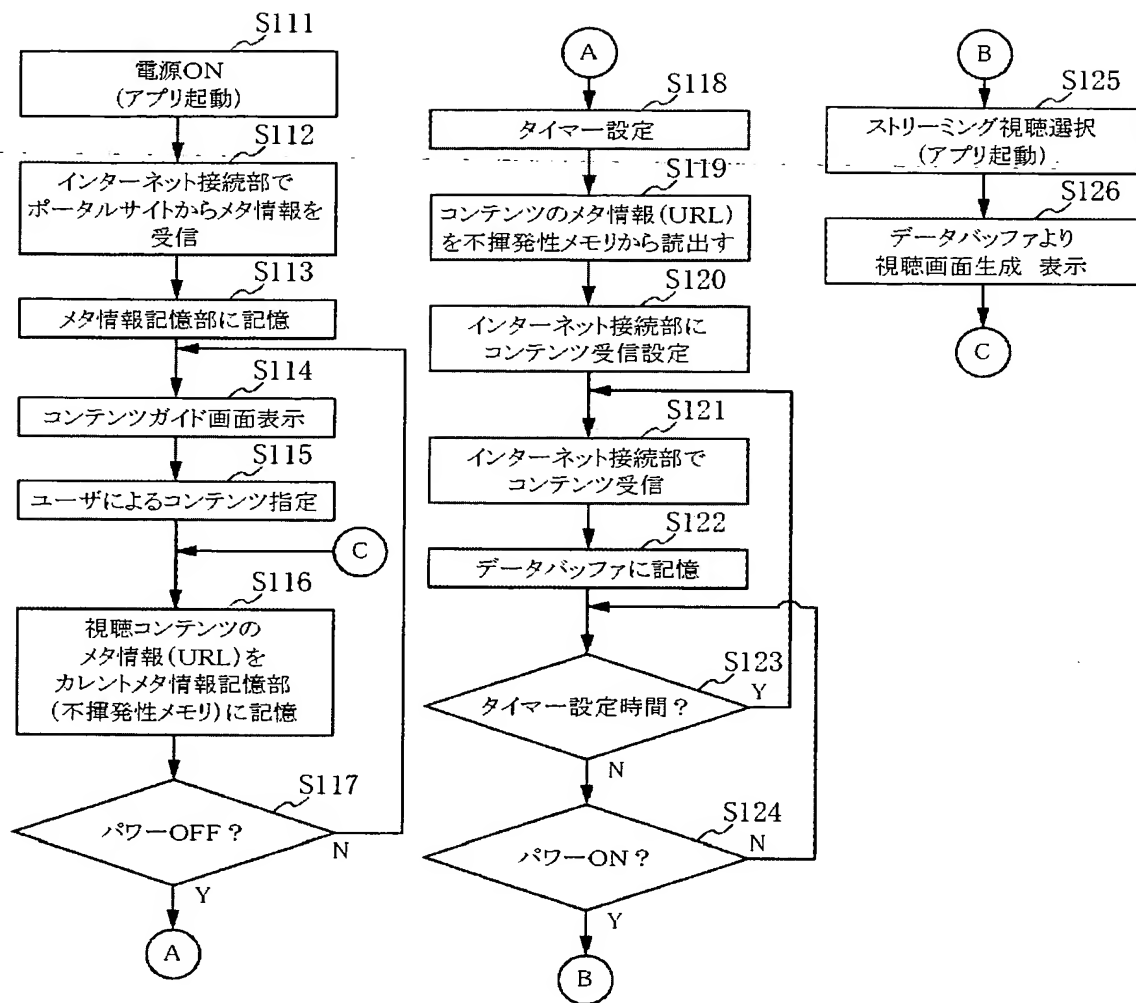 S111
電源ON
(アプリ起動)
S112
インターネット接続部で
ポータルサイトからメタ情報を
受信
S113
メタ情報記憶部に記憶
S114
コンテンツガイド画面表示
S115
ユーザによるコンテンツ指定
C
S116
視聴コンテンツの
メタ情報(URL)を
カレントメタ情報記憶部
(不揮発性メモリ)に記憶
S117
パワーOFF?
N
Y
A
A
S118
タイマー設定
S119
コンテンツのメタ情報(URL)
を不揮発性メモリから読出す
S120
インターネット接続部に
コンテンツ受信設定
S121
インターネット接続部で
コンテンツ受信
S122
データバッファに記憶
S123
タイマー設定時間?
Y
N
S124
パワーON?
N
Y
B
B
S125
ストリーミング視聴選択
(アプリ起動)
S126
データバッファより
視聴画面生成 表示
C